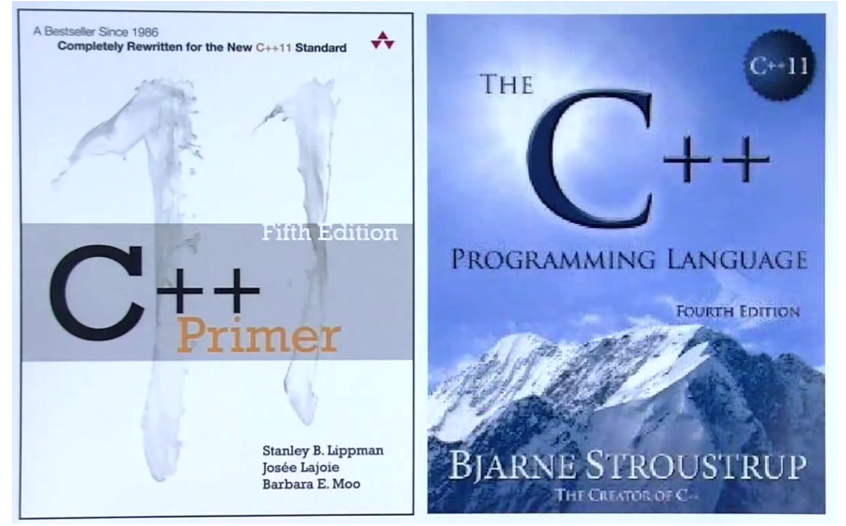 A Bestseller Since 1986
Completely Rewritten for the New C++11 Standard
Fifth Edition
C++
Primer
Stanley B. Lippman
Josée Lajoie
Barbara E. Moo
C++11
THE
C++
PROGRAMMING LANGUAGE
FOURTH EDITION
BJARNE STROUSTRUP
THE CREATOR OF C++